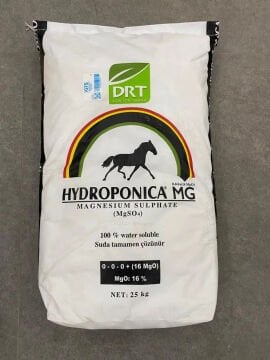 DRT
HYDROPONICA® MG
MAGNESIUM SULPHATE
(MgSO₄)
100 % water soluble
Suda tamamen çözünür
0 - 0 - 0 + (16 MgO)
MgO: 16 %
NET: 25 kg